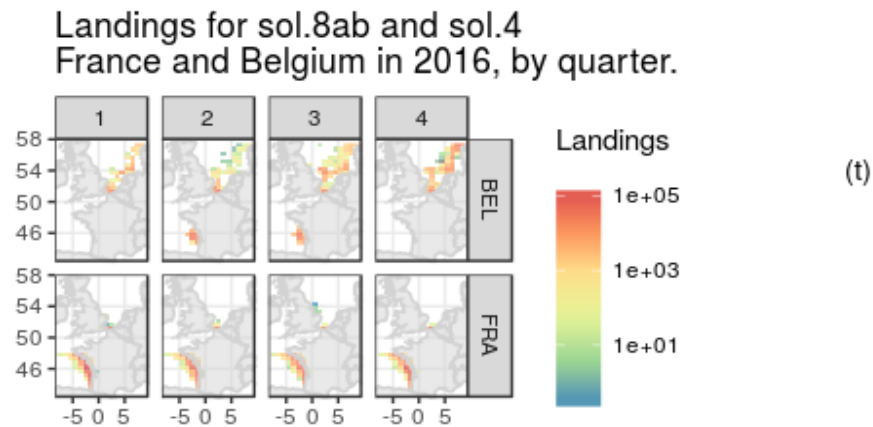 Landings for sol.8ab and sol.4
France and Belgium in 2016, by quarter.
1 2 3 4
Landings
(t)
58
54
50
46
BEL
1e+05
1e+03
1e+01
58
54
50
46
FRA
-5 0 5 -5 0 5 -5 0 5 -5 0 5